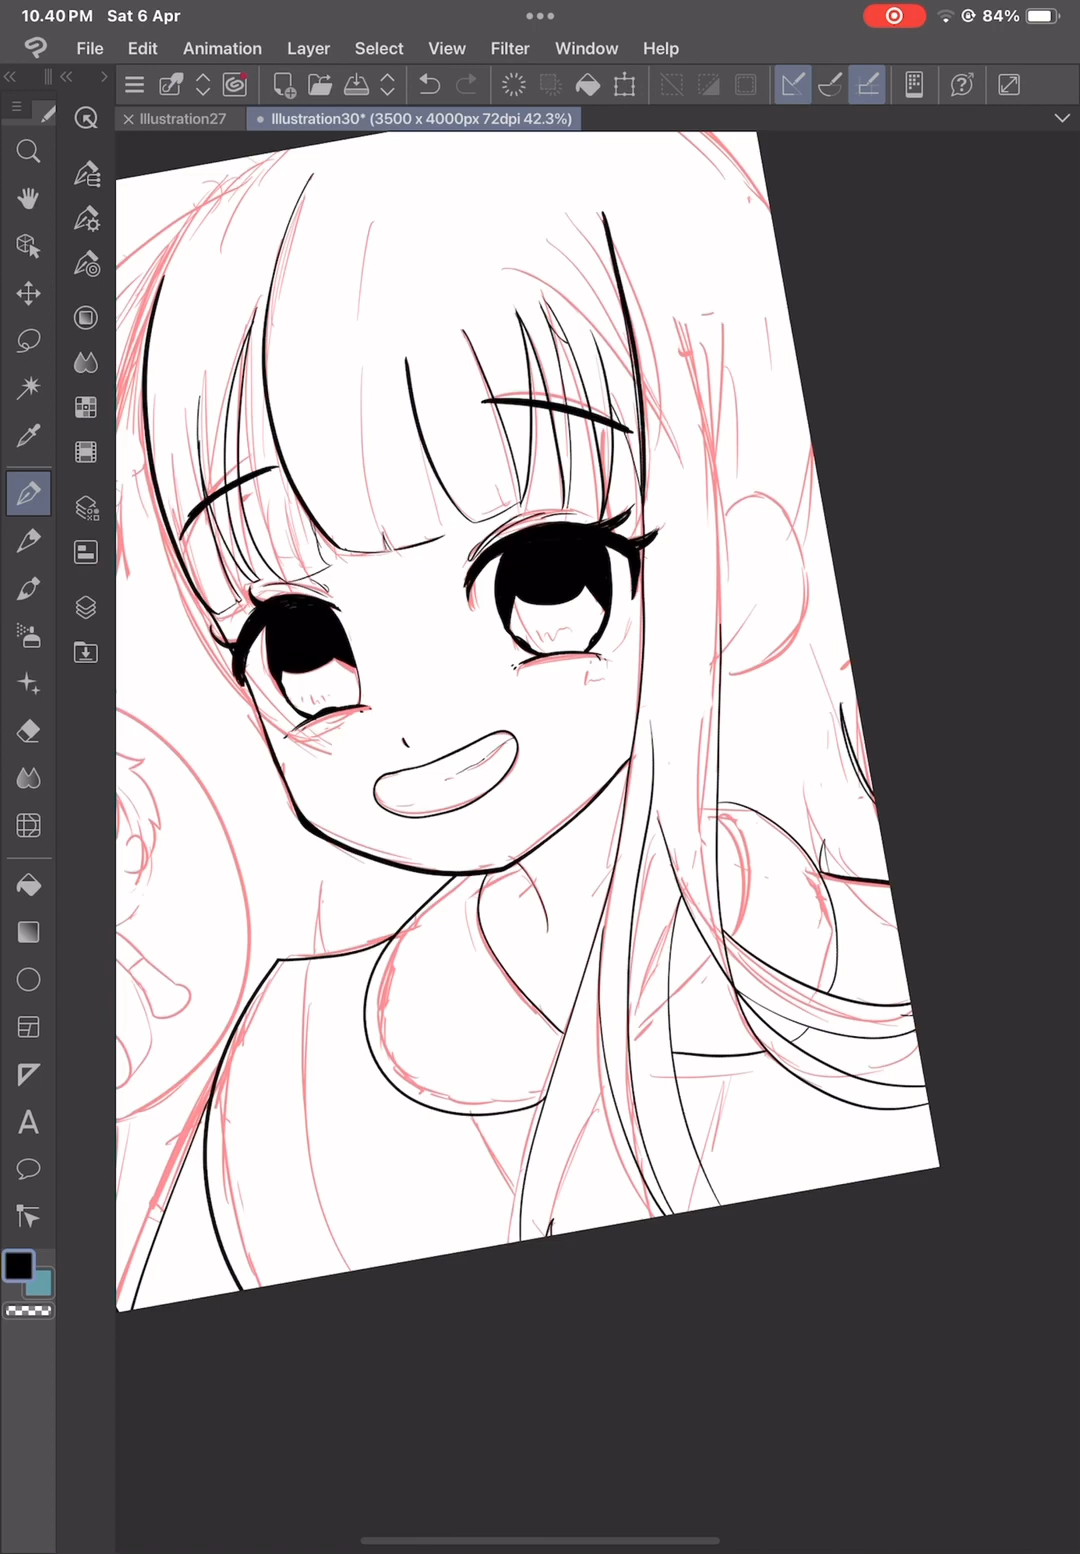 10.40 PM Sat 6 Apr 84%
File Edit Animation Layer Select View Filter Window Help
Illustration27 Illustration30* (3500 x 4000px 72dpi 42.3%)
A